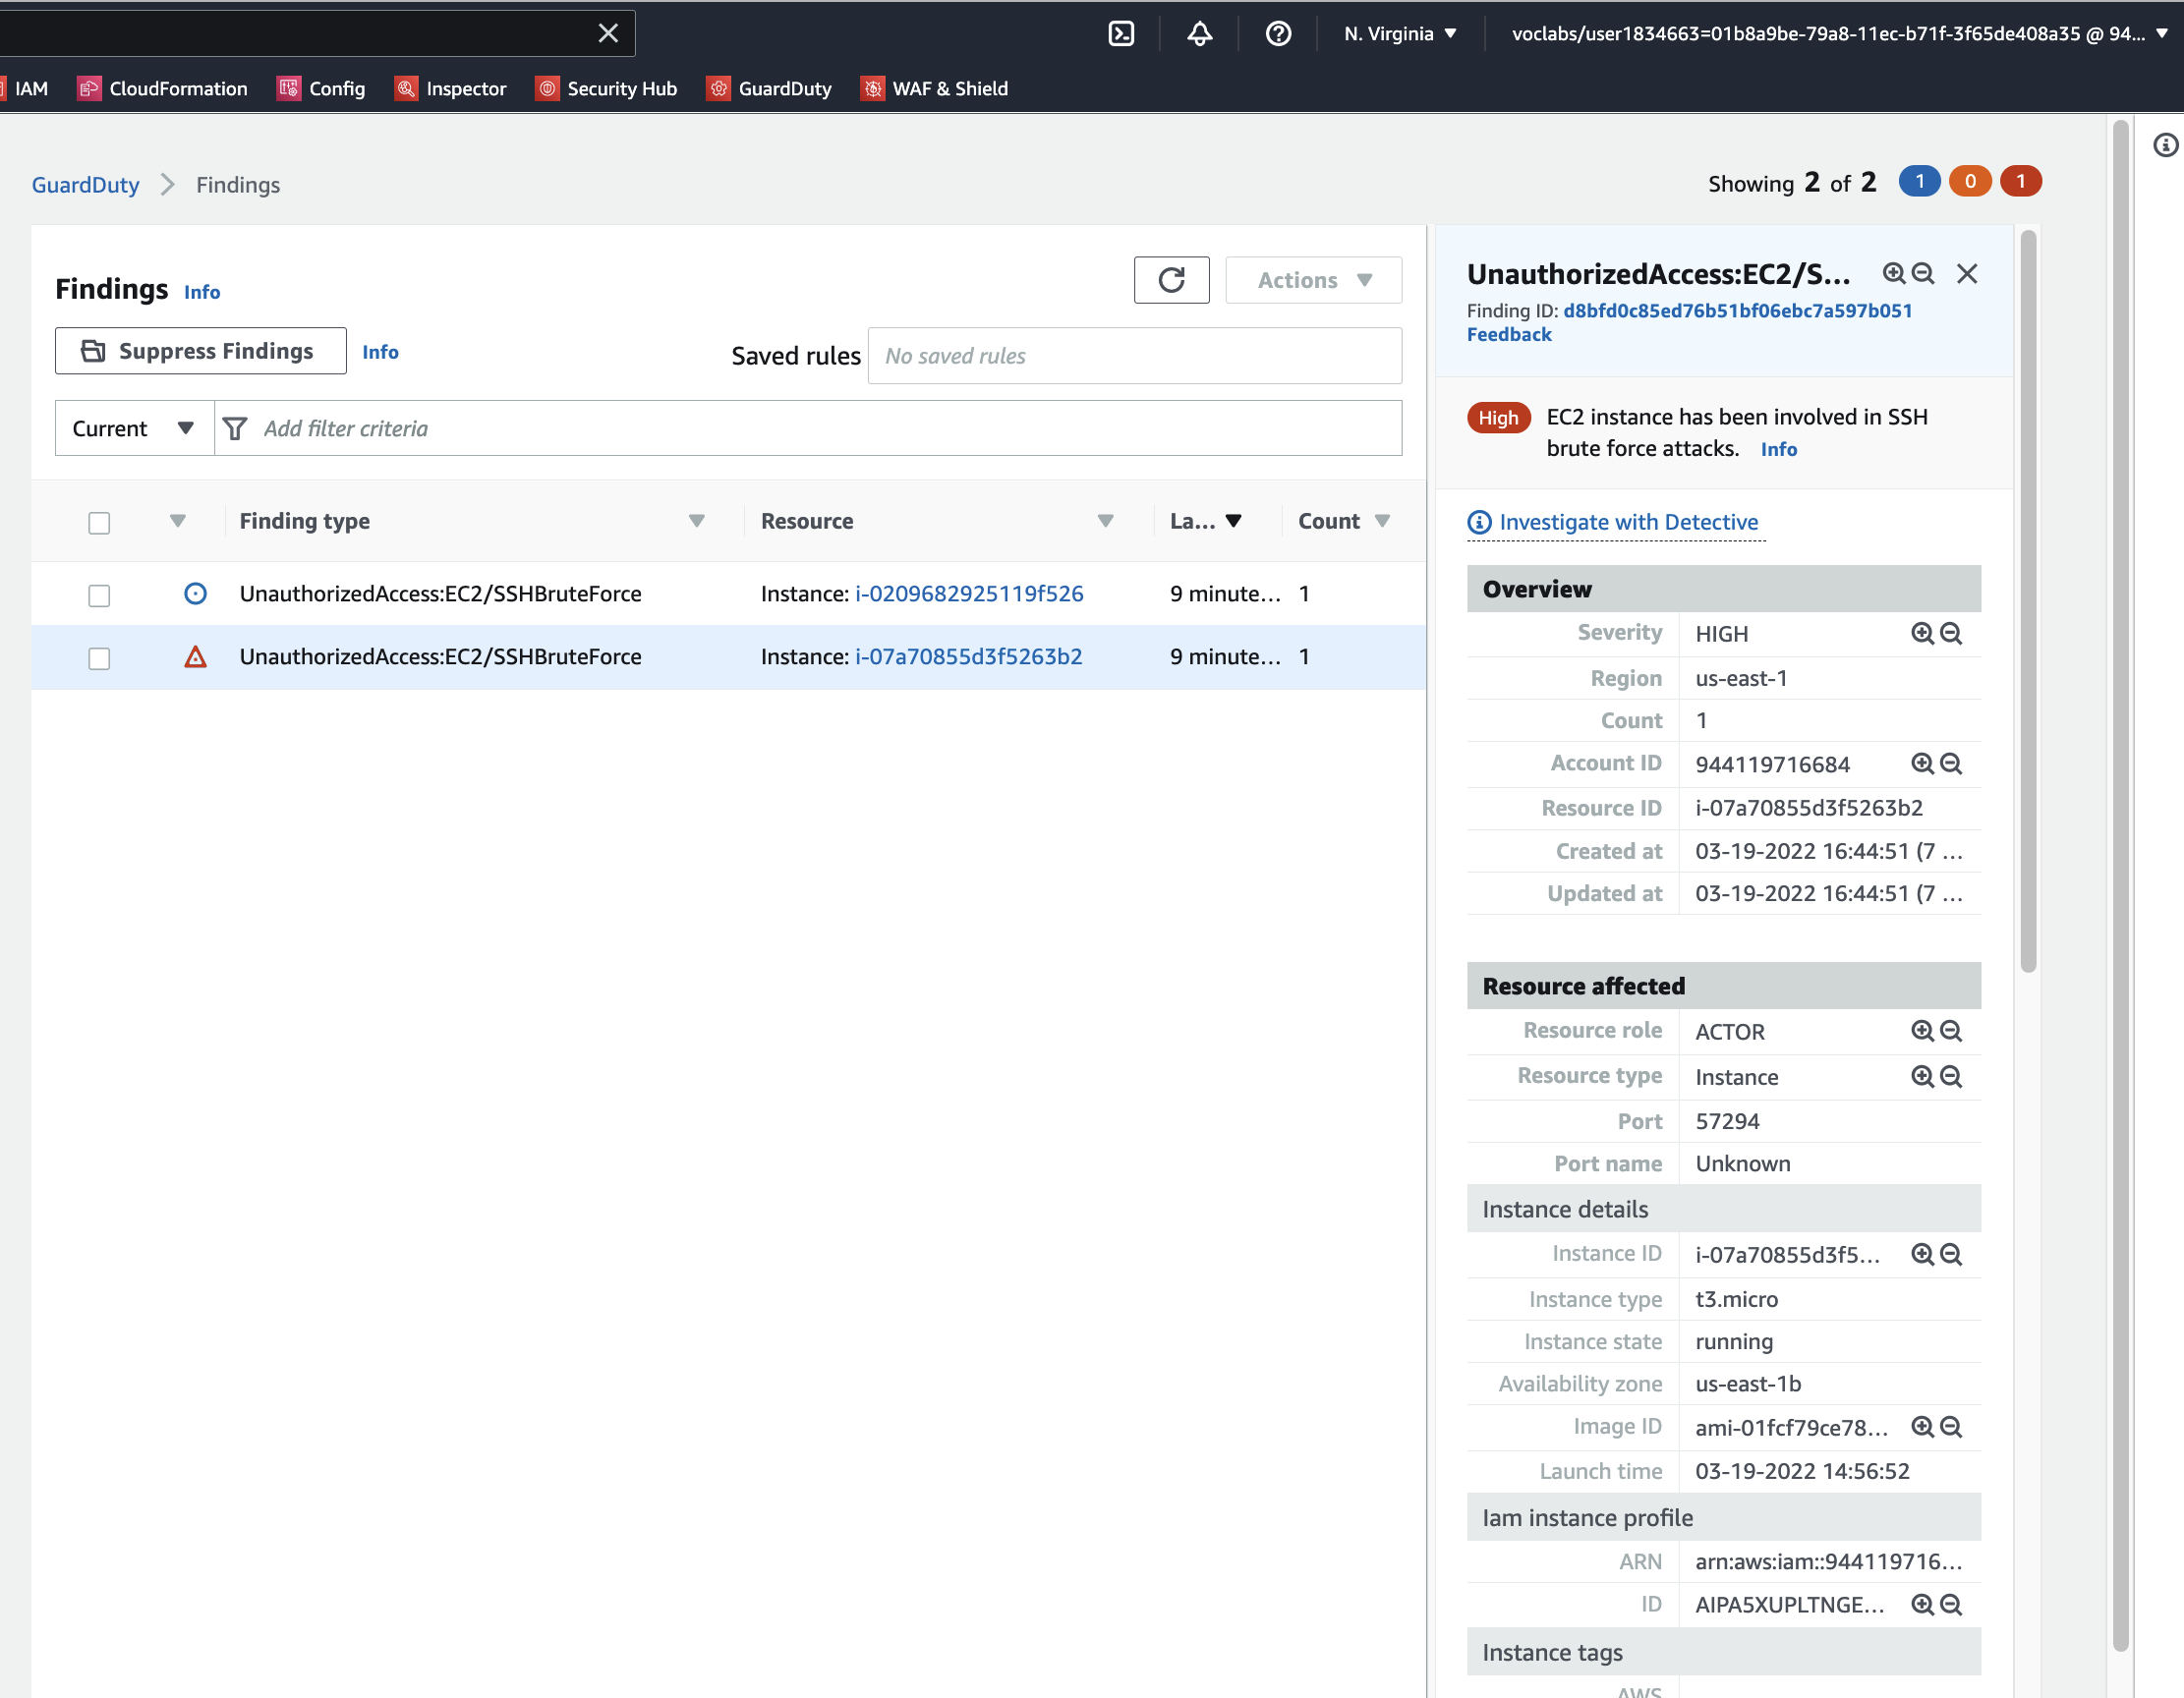 N. Virginia
voclabs/user1834663=01b8a9be-79a8-11ec-b71f-3f65de408a35 @ 94...
IAM CloudFormation Config Inspector Security Hub GuardDuty WAF & Shield
GuardDuty > Findings
Showing 2 of 2 1 0 1
Findings Info
Actions
Suppress Findings Info
Saved rules No saved rules
Current Add filter criteria
Finding type Resource La... Count
UnauthorizedAccess:EC2/SSHBruteForce Instance: i-0209682925119f526 9 minute... 1
UnauthorizedAccess:EC2/SSHBruteForce Instance: i-07a70855d3f5263b2 9 minute... 1
UnauthorizedAccess:EC2/S...
Finding ID: d8bfd0c85ed76b51bf06ebc7a597b051
Feedback
High EC2 instance has been involved in SSH
brute force attacks. Info
Investigate with Detective
Overview
Severity HIGH
Region us-east-1
Count 1
Account ID 944119716684
Resource ID i-07a70855d3f5263b2
Created at 03-19-2022 16:44:51 (7 ...
Updated at 03-19-2022 16:44:51 (7 ...
Resource affected
Resource role ACTOR
Resource type Instance
Port 57294
Port name Unknown
Instance details
Instance ID i-07a70855d3f5...
Instance type t3.micro
Instance state running
Availability zone us-east-1b
Image ID ami-01fcf79ce78...
Launch time 03-19-2022 14:56:52
Iam instance profile
ARN arn:aws:iam::944119716...
ID AIPA5XUPLTNGE...
Instance tags
AWS